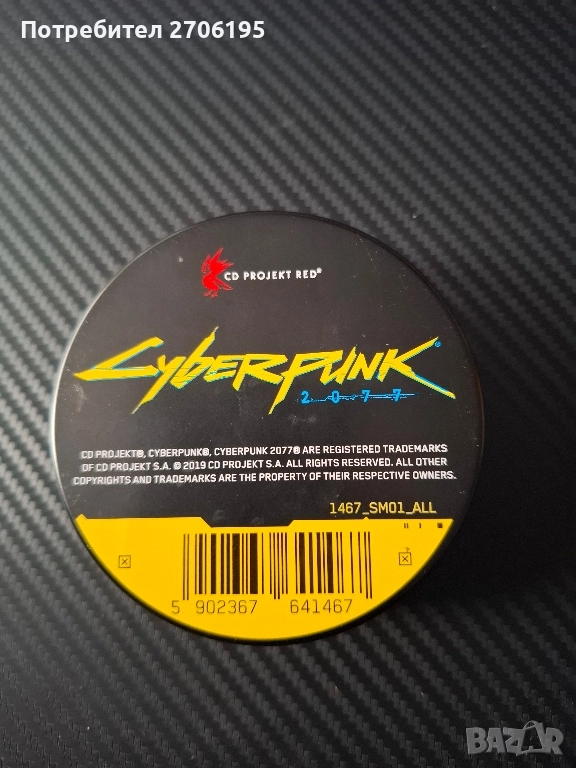 Потребител 2706195
CD PROJEKT RED®
CYBERPUNK®
2077
CD PROJEKT®, CYBERPUNK®, CYBERPUNK 2077® ARE REGISTERED TRADEMARKS
OF CD PROJEKT S.A. © 2019 CD PROJEKT S.A. ALL RIGHTS RESERVED. ALL OTHER
COPYRIGHTS AND TRADEMARKS ARE THE PROPERTY OF THEIR RESPECTIVE OWNERS.
1467_SM01_ALL
5 902367 641467
BAZAR